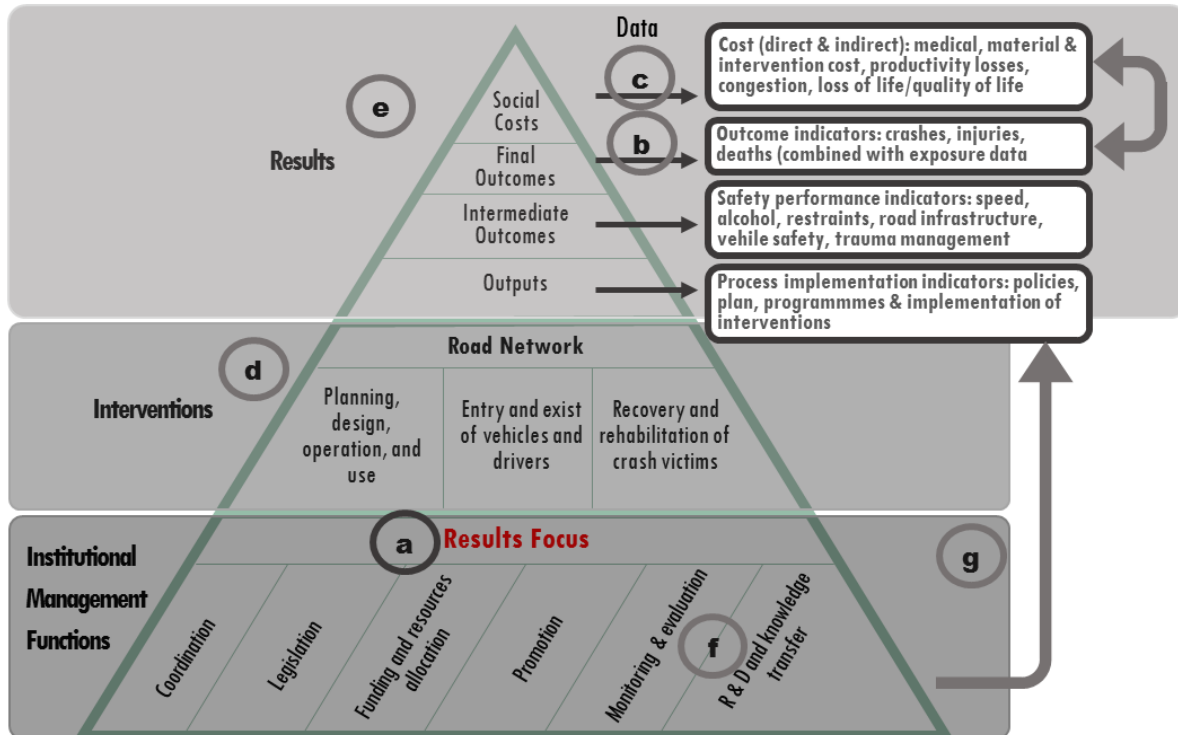 Data
c
Cost (direct & indirect): medical, material &
intervention cost, productivity losses,
congestion, loss of life/quality of life
e
Social
Costs
b
Outcome indicators: crashes, injuries,
deaths (combined with exposure data
Results
Final
Outcomes
Intermediate
Outcomes
Safety performance indicators: speed,
alcohol, restraints, road infrastructure,
vehile safety, trauma management
Outputs
Process implementation indicators: policies,
plan, programmmes & implementation of
interventions
d
Interventions
Road Network
Planning,
design,
operation, and
use
Entry and exist
of vehicles and
drivers
Recovery and
rehabilitation of
crash victims
Institutional
Management
Functions
a
Results Focus
g
Coordination
Legislation
Funding and resources
allocation
Promotion
Monitoring & evaluation
f
R & D and knowledge
transfer